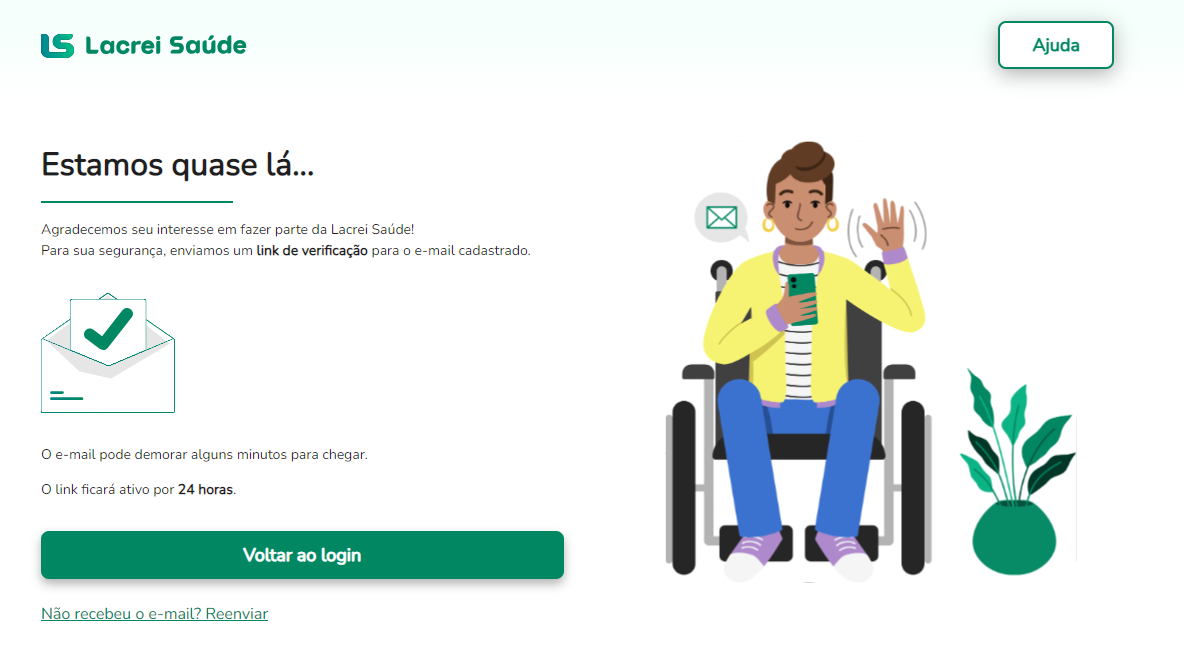 Lacrei Saúde
Ajuda
Estamos quase lá...
Agradecemos seu interesse em fazer parte da Lacrei Saúde!
Para sua segurança, enviamos um link de verificação para o e-mail cadastrado.
O e-mail pode demorar alguns minutos para chegar.
O link ficará ativo por 24 horas.
Voltar ao login
Não recebeu o e-mail? Reenviar